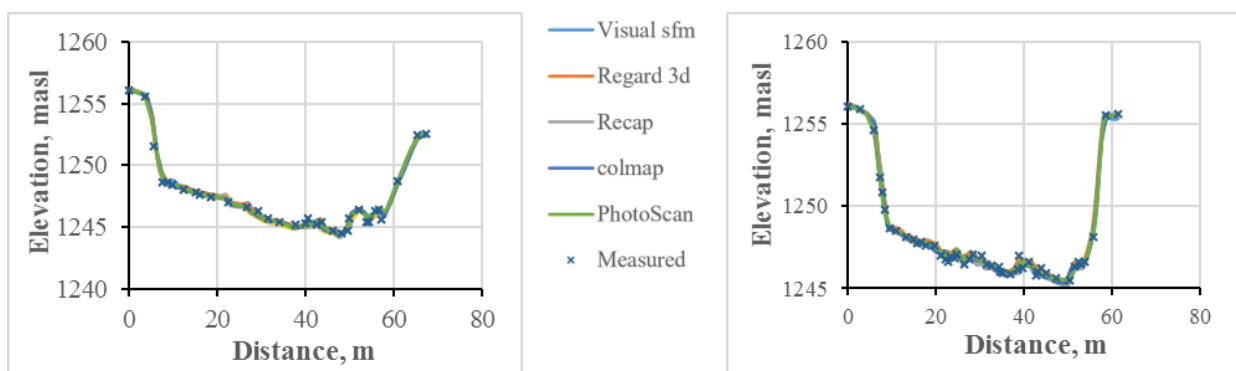 1260
1255
1250
1245
1240
Elevation, masl
0
20
40
60
80
Distance, m
Visual sfm
Regard 3d
Recap
colmap
PhotoScan
Measured
1260
1255
1250
1245
Elevation, masl
0
20
40
60
80
Distance, m